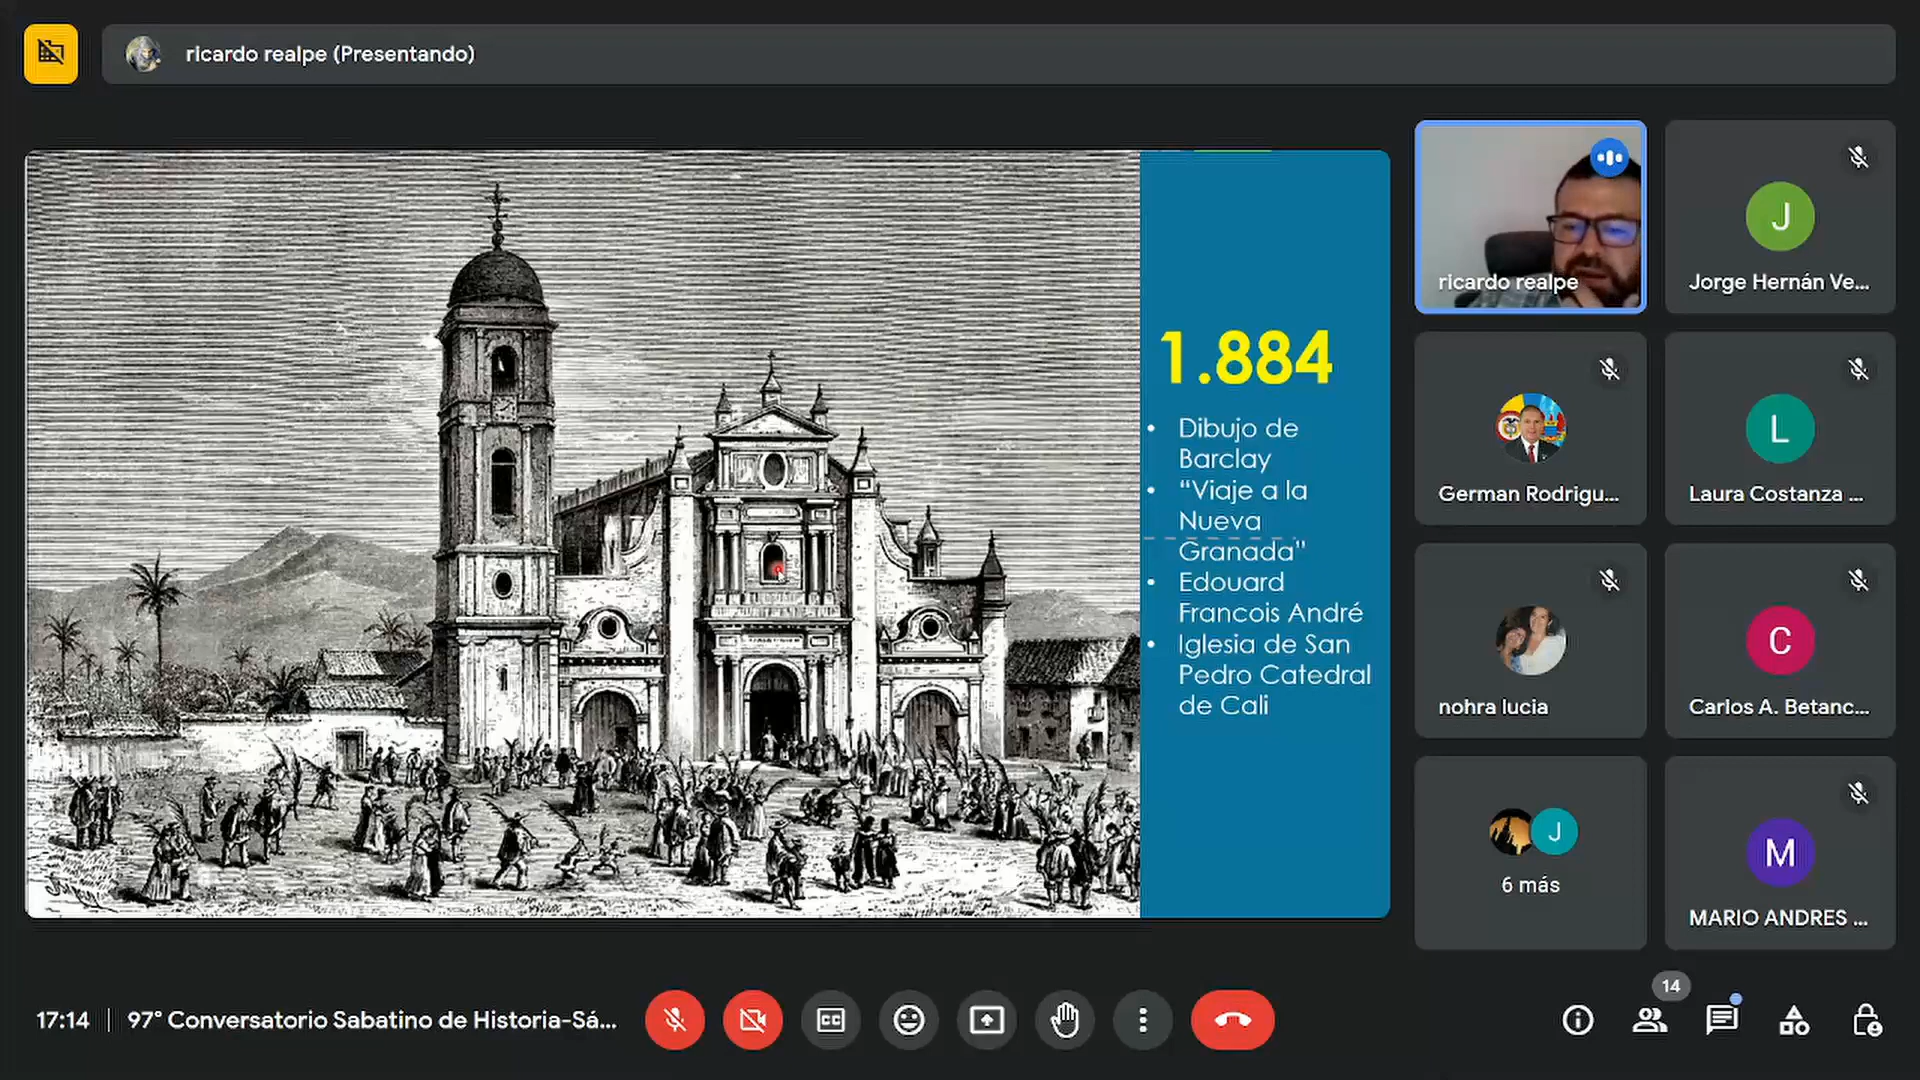 ricardo realpe (Presentando)
1.884
• Dibujo de
Barclay
• “Viaje a la
Nueva
Granada”
• Edouard
Francois André
• Iglesia de San
Pedro Catedral
de Cali
ricardo realpe
J
Jorge Hernán Ve...
German Rodrigu...
L
Laura Costanza ...
nohra lucia
C
Carlos A. Betanc...
J
6 más
M
MARIO ANDRES ...
17:14
97° Conversatorio Sabatino de Historia-Sá...
CC
14